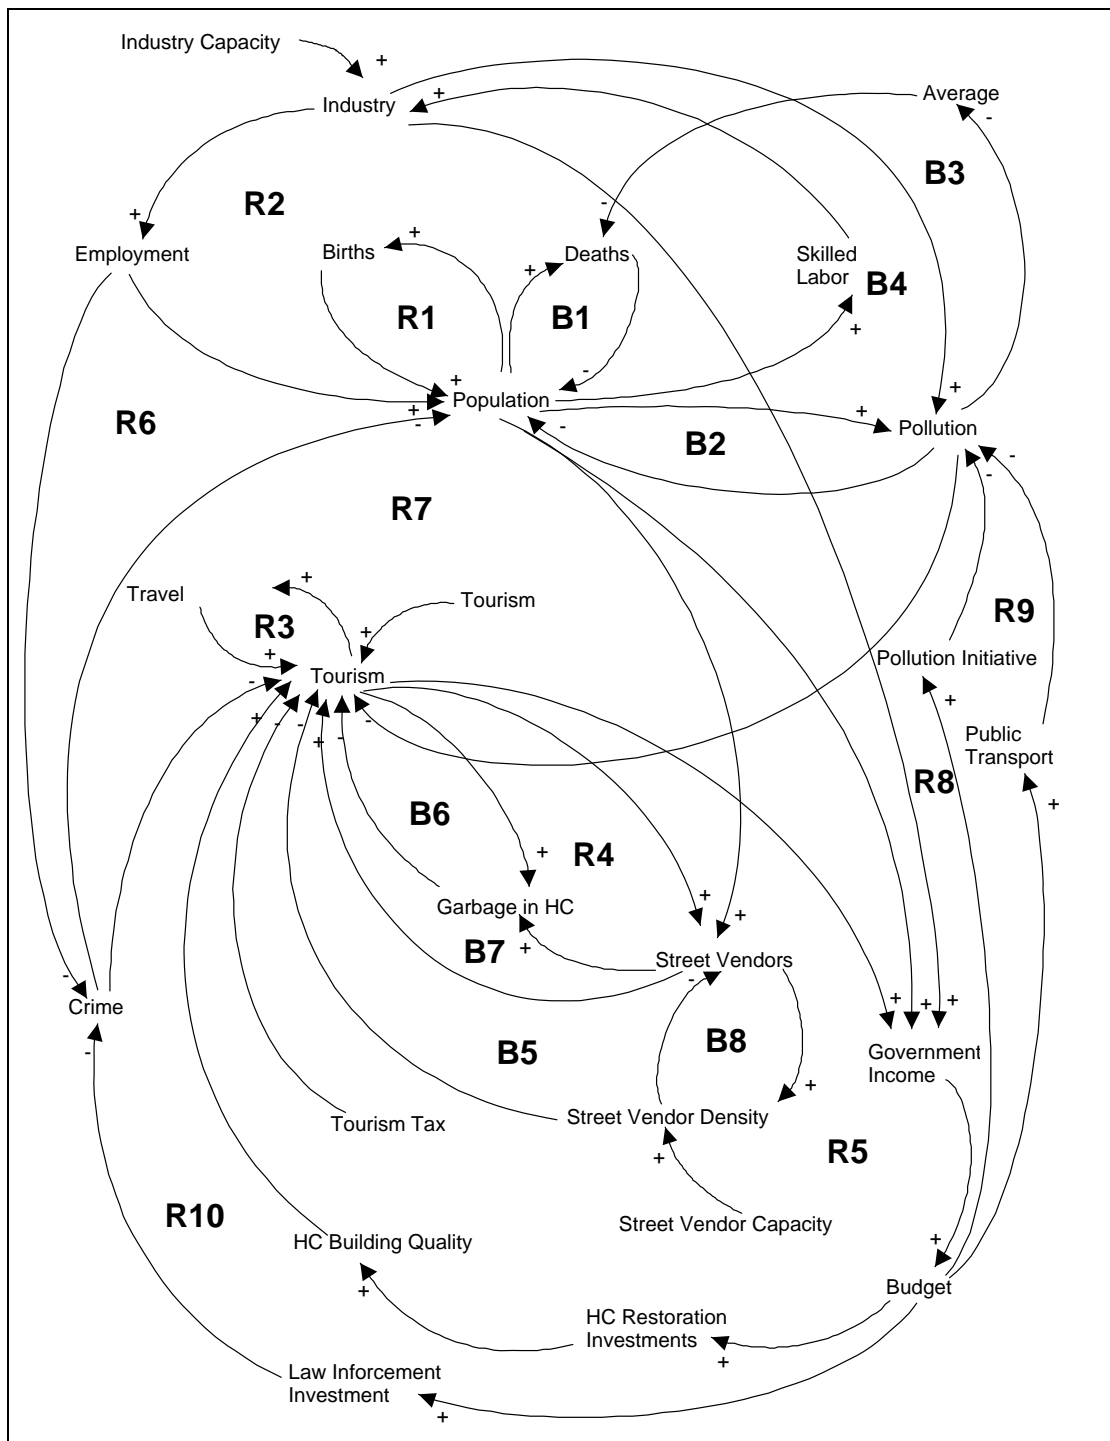 Industry Capacity
+
Industry
+
Average
-
B3
R2
+
-
Employment
Births
+
Deaths
+
Skilled
Labor
B4
R1
B1
+
-
+
+
Population
+
-
-
+
Pollution
R6
B2
-
-
R7
Travel
+
Tourism
R3
+
+
R9
Pollution Initiative
Tourism
-
+
-
-
+
-
-
+
Public
Transport
R8
+
B6
R4
+
Garbage in HC
+
+
B7
+
Street Vendors
-
-
Crime
+
+
+
Government
Income
-
B5
B8
+
Tourism Tax
Street Vendor Density
+
R5
Street Vendor Capacity
R10
HC Building Quality
+
+
Budget
HC Restoration
Investments
+
Law Inforcement
Investment
+